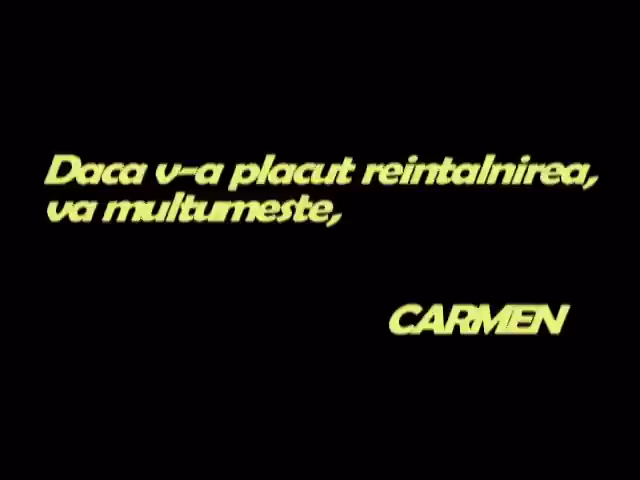 Daca v-a placut reintalnirea,
va multumeste,
CARMEN